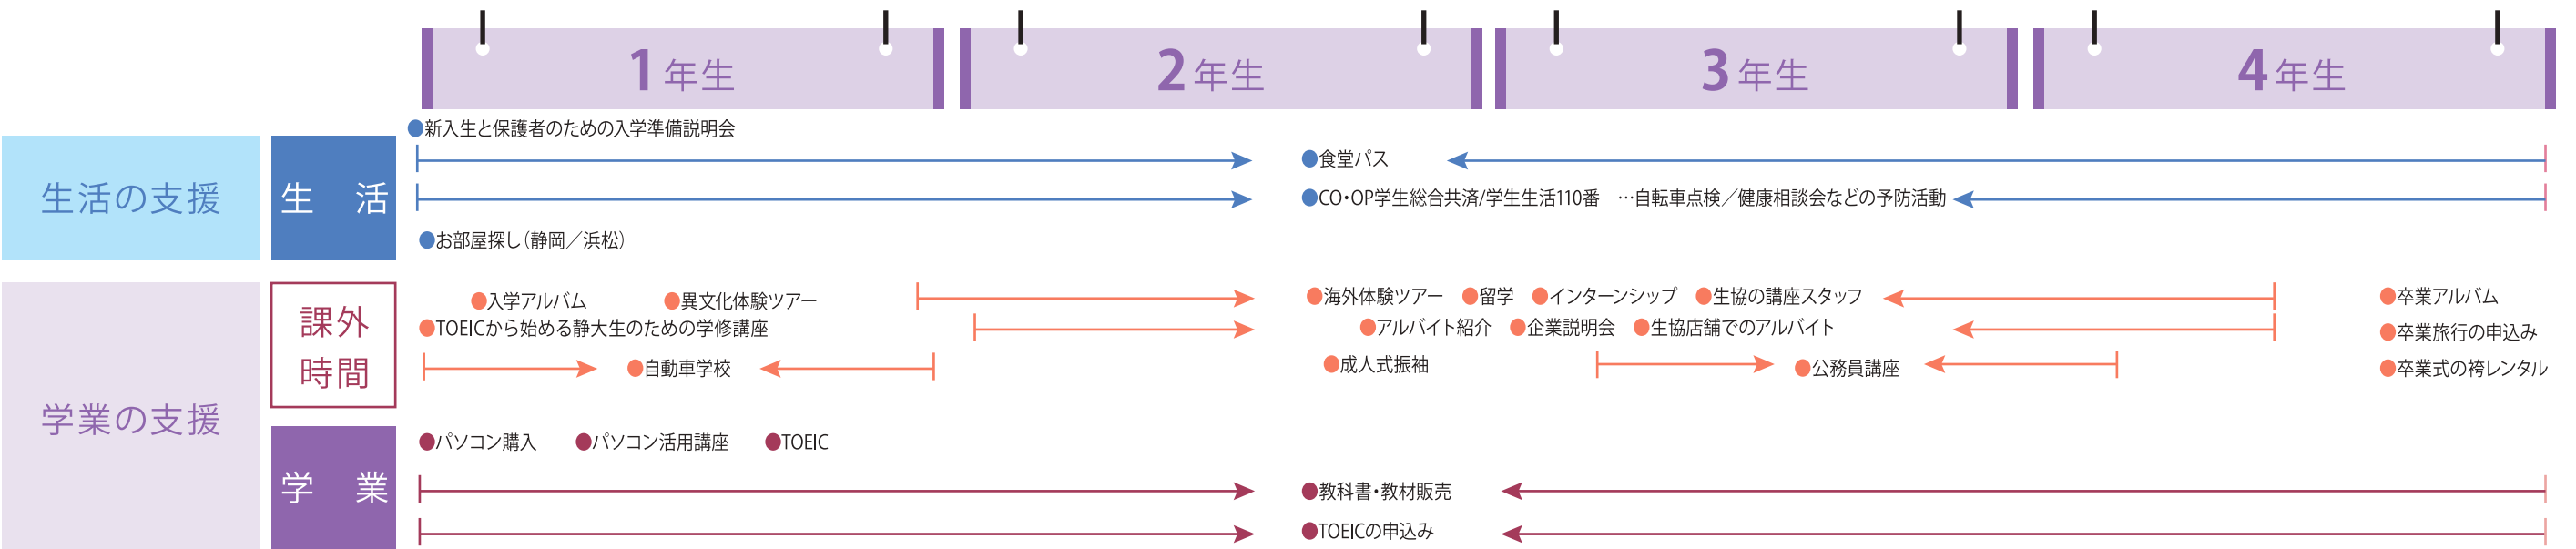 1年生 2年生 3年生 4年生
生活の支援
生 活
●新入生と保護者のための入学準備説明会
●食堂パス
●CO・OP学生総合共済/学生生活110番 …自転車点検／健康相談会などの予防活動
●お部屋探し（静岡／浜松）
学業の支援
課外
時間
●入学アルバム ●異文化体験ツアー ●海外体験ツアー ●留学 ●インターンシップ ●生協の講座スタッフ ●卒業アルバム
●TOEICから始める静大生のための学修講座 ●アルバイト紹介 ●企業説明会 ●生協店舗でのアルバイト ●卒業旅行の申込み
●自動車学校 ●成人式振袖 ●公務員講座 ●卒業式の袴レンタル
学 業
●パソコン購入 ●パソコン活用講座 ●TOEIC
●教科書・教材販売
●TOEICの申込み